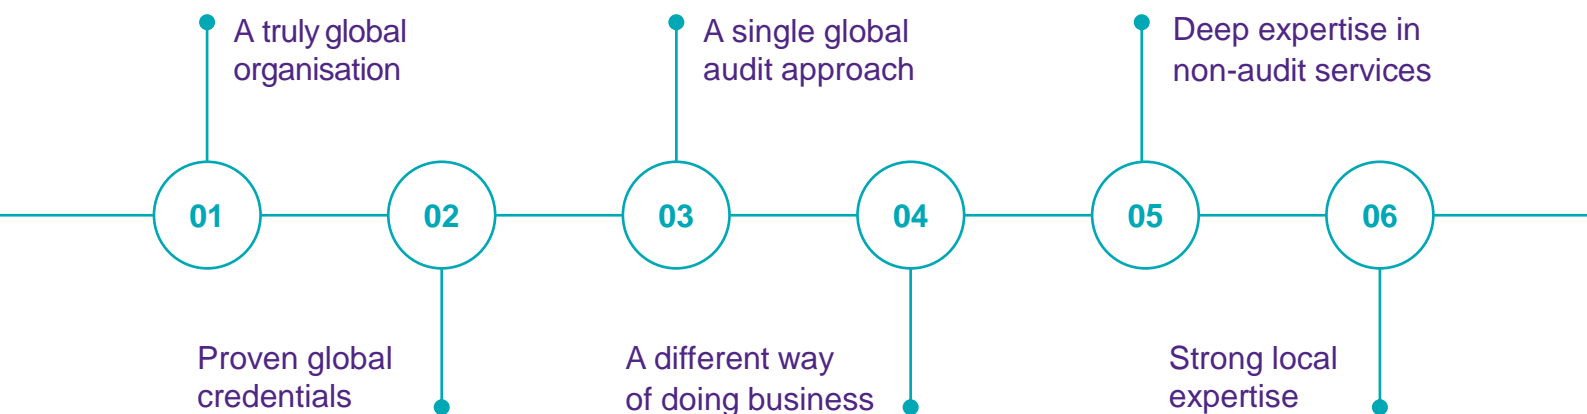 A truly global
organisation
A single global
audit approach
Deep expertise in
non-audit services
01
02
03
04
05
06
Proven global
credentials
A different way
of doing business
Strong local
expertise